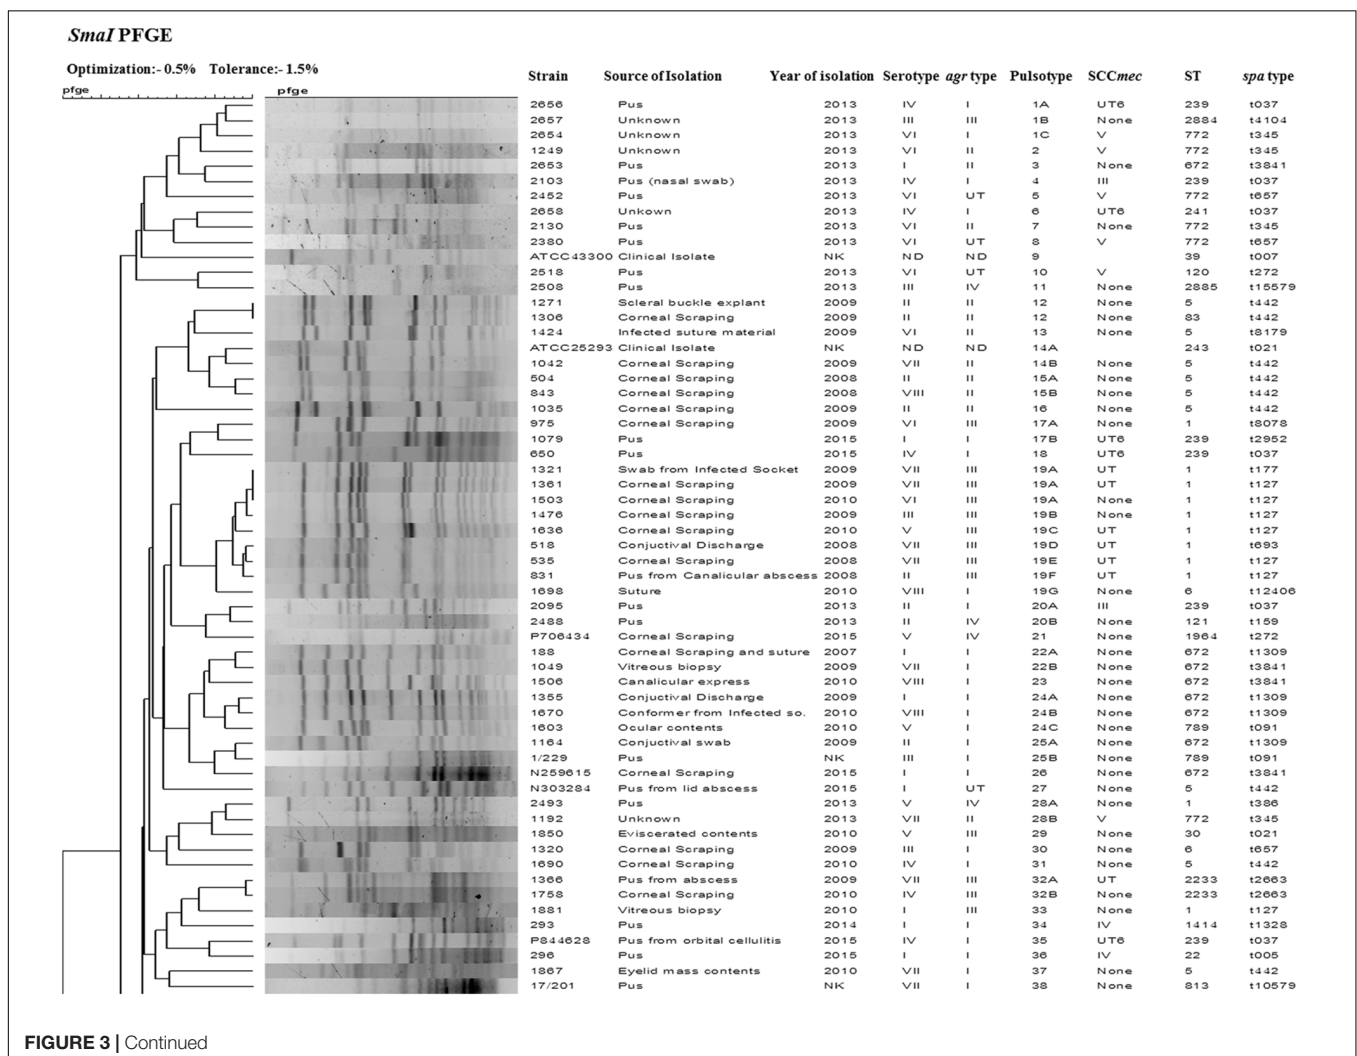 SmaI PFGE
Optimization:- 0.5% Tolerance:- 1.5%
pfge pfge
Strain Source of Isolation Year of isolation Serotype agr type Pulsotype SCCmec ST spa type
2656 Pus 2013 IV I 1A UT6 239 t037
2657 Unknown 2013 III III 1B None 2884 t4104
2654 Unknown 2013 VI I 1C V 772 t345
1249 Unknown 2013 VI II 2 V 772 t345
2653 Pus 2013 I II 3 None 672 t3841
2103 Pus (nasal swab) 2013 IV I 4 III 239 t037
2452 Pus 2013 VI UT 5 V 772 t657
2658 Unkown 2013 IV I 6 UT6 241 t037
2130 Pus 2013 VI II 7 None 772 t345
2380 Pus 2013 VI UT 8 V 772 t657
ATCC43300 Clinical Isolate NK ND ND 9 39 t007
2518 Pus 2013 VI UT 10 V 120 t272
2508 Pus 2013 III IV 11 None 2885 t15579
1271 Scleral buckle explant 2009 II II 12 None 5 t442
1306 Corneal Scraping 2009 II II 12 None 83 t442
1424 Infected suture material 2009 VI II 13 None 5 t8179
ATCC25293 Clinical Isolate NK ND ND 14A 243 t021
1042 Corneal Scraping 2009 VII II 14B None 5 t442
504 Corneal Scraping 2008 II II 15A None 5 t442
843 Corneal Scraping 2008 VIII II 15B None 5 t442
1035 Corneal Scraping 2009 II II 16 None 5 t442
975 Corneal Scraping 2009 VI III 17A None 1 t8078
1079 Pus 2015 I I 17B UT6 239 t2952
650 Pus 2015 IV I 18 UT6 239 t037
1321 Swab from Infected Socket 2009 VII III 19A UT 1 t177
1361 Corneal Scraping 2009 VII III 19A UT 1 t127
1503 Corneal Scraping 2010 VI III 19A None 1 t127
1476 Corneal Scraping 2009 III III 19B None 1 t127
1636 Corneal Scraping 2010 V III 19C UT 1 t127
518 Conjuctival Discharge 2008 VII III 19D UT 1 t693
535 Corneal Scraping 2008 VII III 19E UT 1 t127
831 Pus from Canalicular abscess 2008 II III 19F UT 1 t127
1698 Suture 2010 VIII I 19G None 6 t12406
2095 Pus 2013 II I 20A III 239 t037
2488 Pus 2013 II IV 20B None 121 t159
P706434 Corneal Scraping 2015 V IV 21 None 1964 t272
188 Corneal Scraping and suture 2007 I I 22A None 672 t1309
1049 Vitreous biopsy 2009 VII I 22B None 672 t3841
1506 Canalicular express 2010 VIII I 23 None 672 t3841
1355 Conjuctival Discharge 2009 I I 24A None 672 t1309
1670 Conformer from Infected so. 2010 VIII I 24B None 672 t1309
1603 Ocular contents 2010 V I 24C None 789 t091
1164 Conjuctival swab 2009 II I 25A None 672 t1309
1/229 Pus NK III I 25B None 789 t091
N259615 Corneal Scraping 2015 I I 26 None 672 t3841
N303284 Pus from lid abscess 2015 I UT 27 None 5 t442
2493 Pus 2013 V IV 28A None 1 t386
1192 Unknown 2013 VII II 28B V 772 t345
1850 Eviscerated contents 2010 V III 29 None 30 t021
1320 Corneal Scraping 2009 III I 30 None 6 t657
1690 Corneal Scraping 2010 IV I 31 None 5 t442
1366 Pus from abscess 2009 VII III 32A UT 2233 t2663
1758 Corneal Scraping 2010 IV III 32B None 2233 t2663
1881 Vitreous biopsy 2010 I III 33 None 1 t127
293 Pus 2014 I I 34 IV 1414 t1328
P844628 Pus from orbital cellulitis 2015 IV I 35 UT6 239 t037
296 Pus 2015 I I 36 IV 22 t005
1867 Eyelid mass contents 2010 VII I 37 None 5 t442
17/201 Pus NK VII I 38 None 813 t10579
FIGURE 3 | Continued